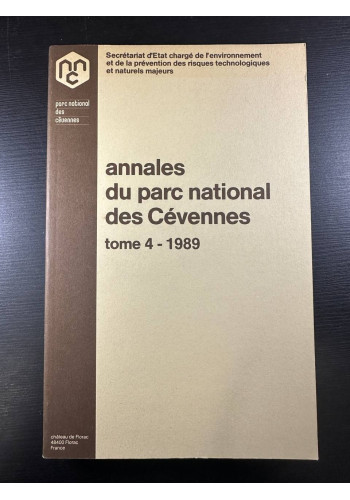 Secrétariat d'Etat chargé de l'environnement
et de la prévention des risques technologiques
et naturels majeurs
pnc
parc national
des
cévennes
annales
du parc national
des Cévennes
tome 4 - 1989
château de Florac
48400 Florac
France